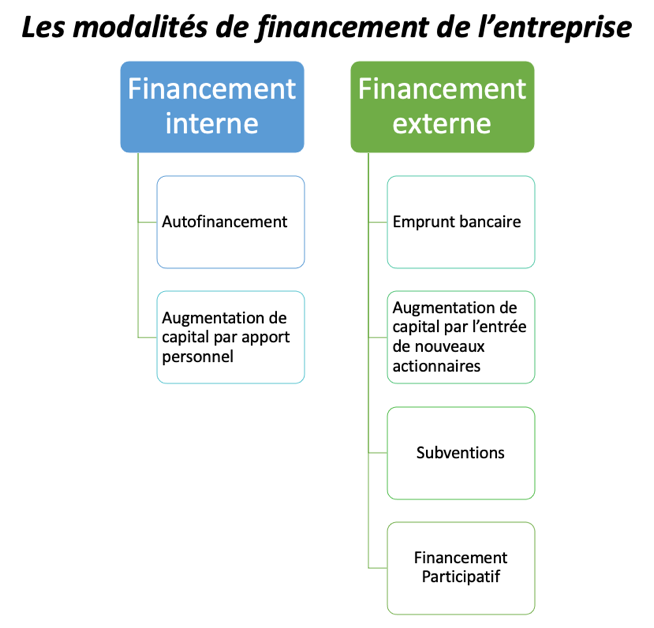 Les modalités de financement de l’entreprise
Financement
interne
Autofinancement
Augmentation de
capital par apport
personnel
Financement
externe
Emprunt bancaire
Augmentation de
capital par l’entrée
de nouveaux
actionnaires
Subventions
Financement
Participatif